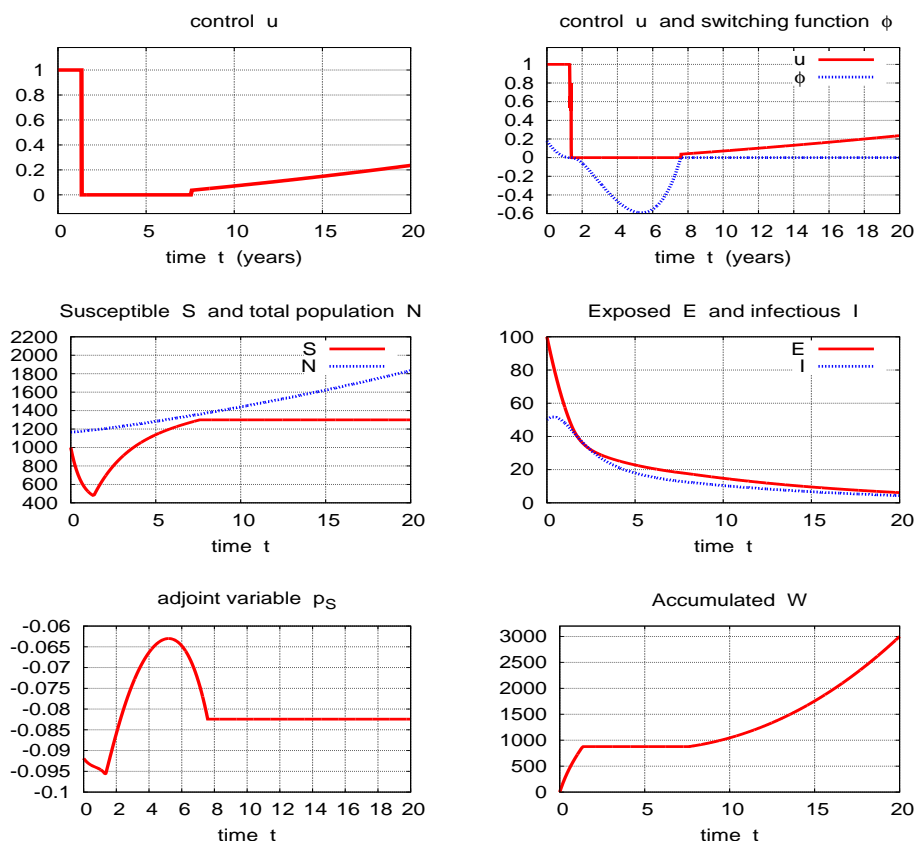 control u
1
0.8
0.6
0.4
0.2
0
0 5 10 15 20
time t (years)
control u and switching function ϕ
u
ϕ
1
0.8
0.6
0.4
0.2
0
-0.2
-0.4
-0.6
0 2 4 6 8 10 12 14 16 18 20
time t (years)
Susceptible S and total population N
S
N
2200
2000
1800
1600
1400
1200
1000
800
600
400
0 5 10 15 20
time t
Exposed E and infectious I
E
I
100
80
60
40
20
0
0 5 10 15 20
time t
adjoint variable p_S
-0.06
-0.065
-0.07
-0.075
-0.08
-0.085
-0.09
-0.095
-0.1
0 2 4 6 8 10 12 14 16 18 20
time t
Accumulated W
3000
2500
2000
1500
1000
500
0
0 5 10 15 20
time t